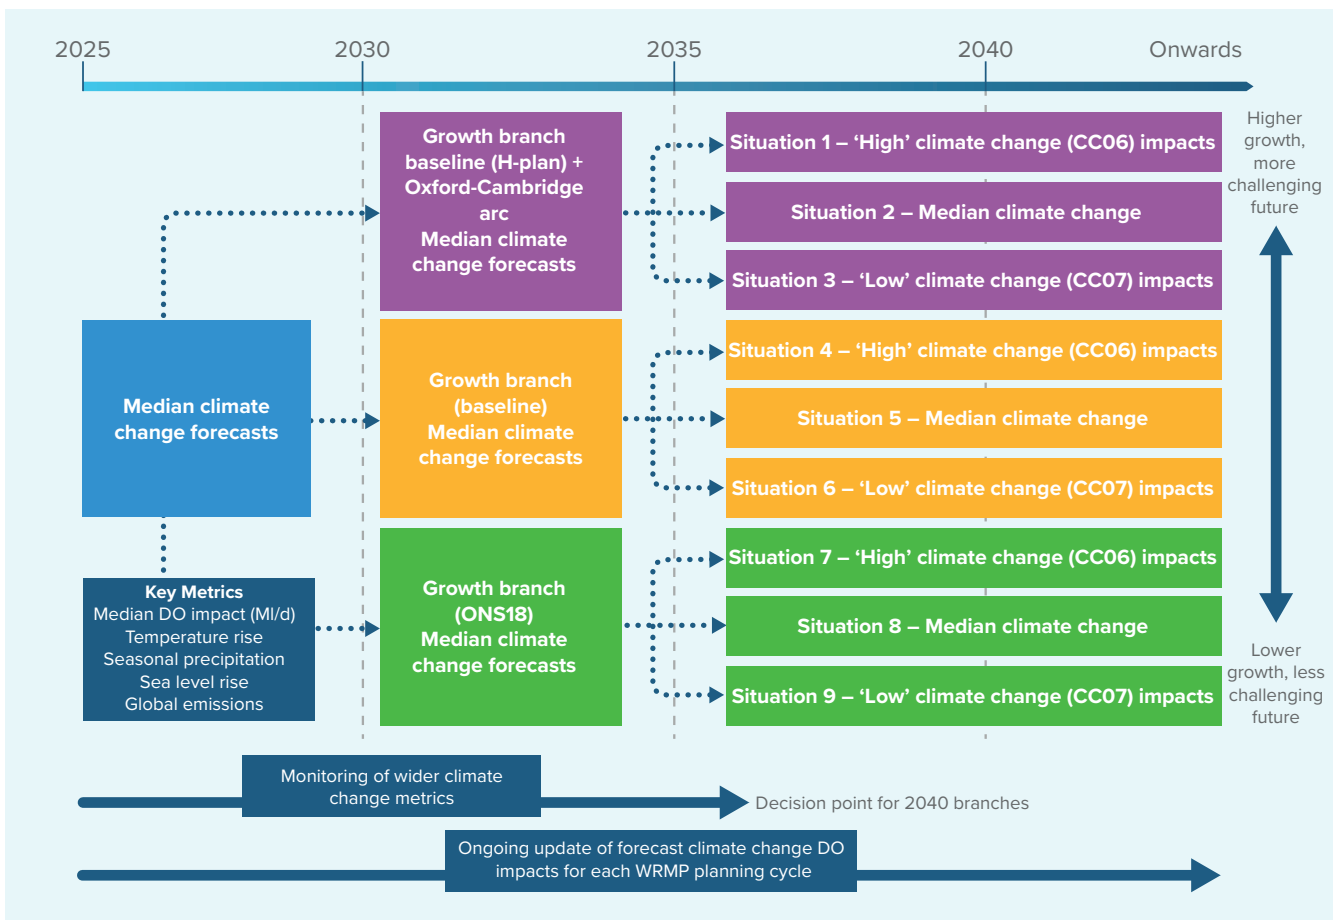 2025
2030
2035
2040
Onwards
Growth branch
baseline (H-plan) +
Oxford-Cambridge
arc
Median climate
change forecasts
Situation 1 – ‘High’ climate change (CC06) impacts
Situation 2 – Median climate change
Situation 3 – ‘Low’ climate change (CC07) impacts
Higher
growth,
more
challenging
future
Median climate
change forecasts
Growth branch
(baseline)
Median climate
change forecasts
Situation 4 – ‘High’ climate change (CC06) impacts
Situation 5 – Median climate change
Situation 6 – ‘Low’ climate change (CC07) impacts
Key Metrics
Median DO impact (Ml/d)
Temperature rise
Seasonal precipitation
Sea level rise
Global emissions
Growth branch
(ONS18)
Median climate
change forecasts
Situation 7 – ‘High’ climate change (CC06) impacts
Situation 8 – Median climate change
Situation 9 – ‘Low’ climate change (CC07) impacts
Lower
growth, less
challenging
future
Monitoring of wider climate
change metrics
Decision point for 2040 branches
Ongoing update of forecast climate change DO
impacts for each WRMP planning cycle